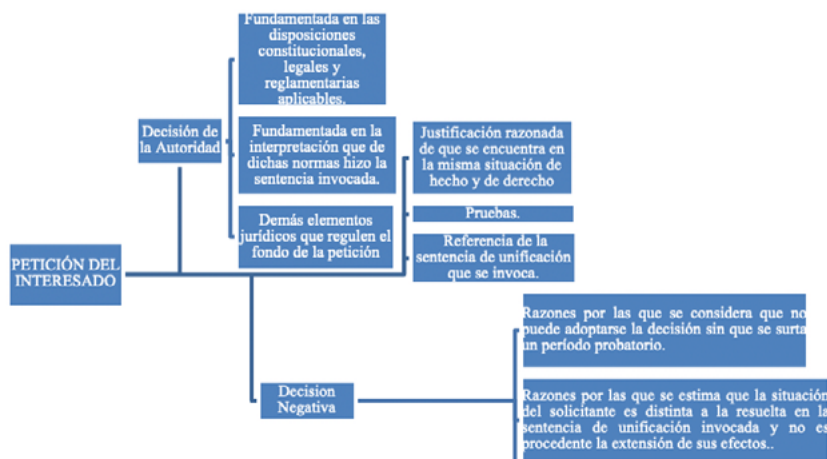 Fundamentada en las
disposiciones
constitucionales,
legales y
reglamentarias
aplicables.
Decisión de
la Autoridad
Fundamentada en la
interpretación que de
dichas normas hizo la
sentencia invocada.
Demás elementos
jurídicos que regulen el
fondo de la petición
Justificación razonada
de que se encuentra en
la misma situación de
hecho y de derecho
Pruebas.
Referencia de la
sentencia de unificación
que se invoca.
PETICIÓN DEL
INTERESADO
Razones por las que se considera que no
puede adoptarse la decisión sin que se surta
un período probatorio.
Decision
Negativa
Razones por las que se estima que la situación
del solicitante es distinta a la resuelta en la
sentencia de unificación invocada y no es
procedente la extensión de sus efectos..